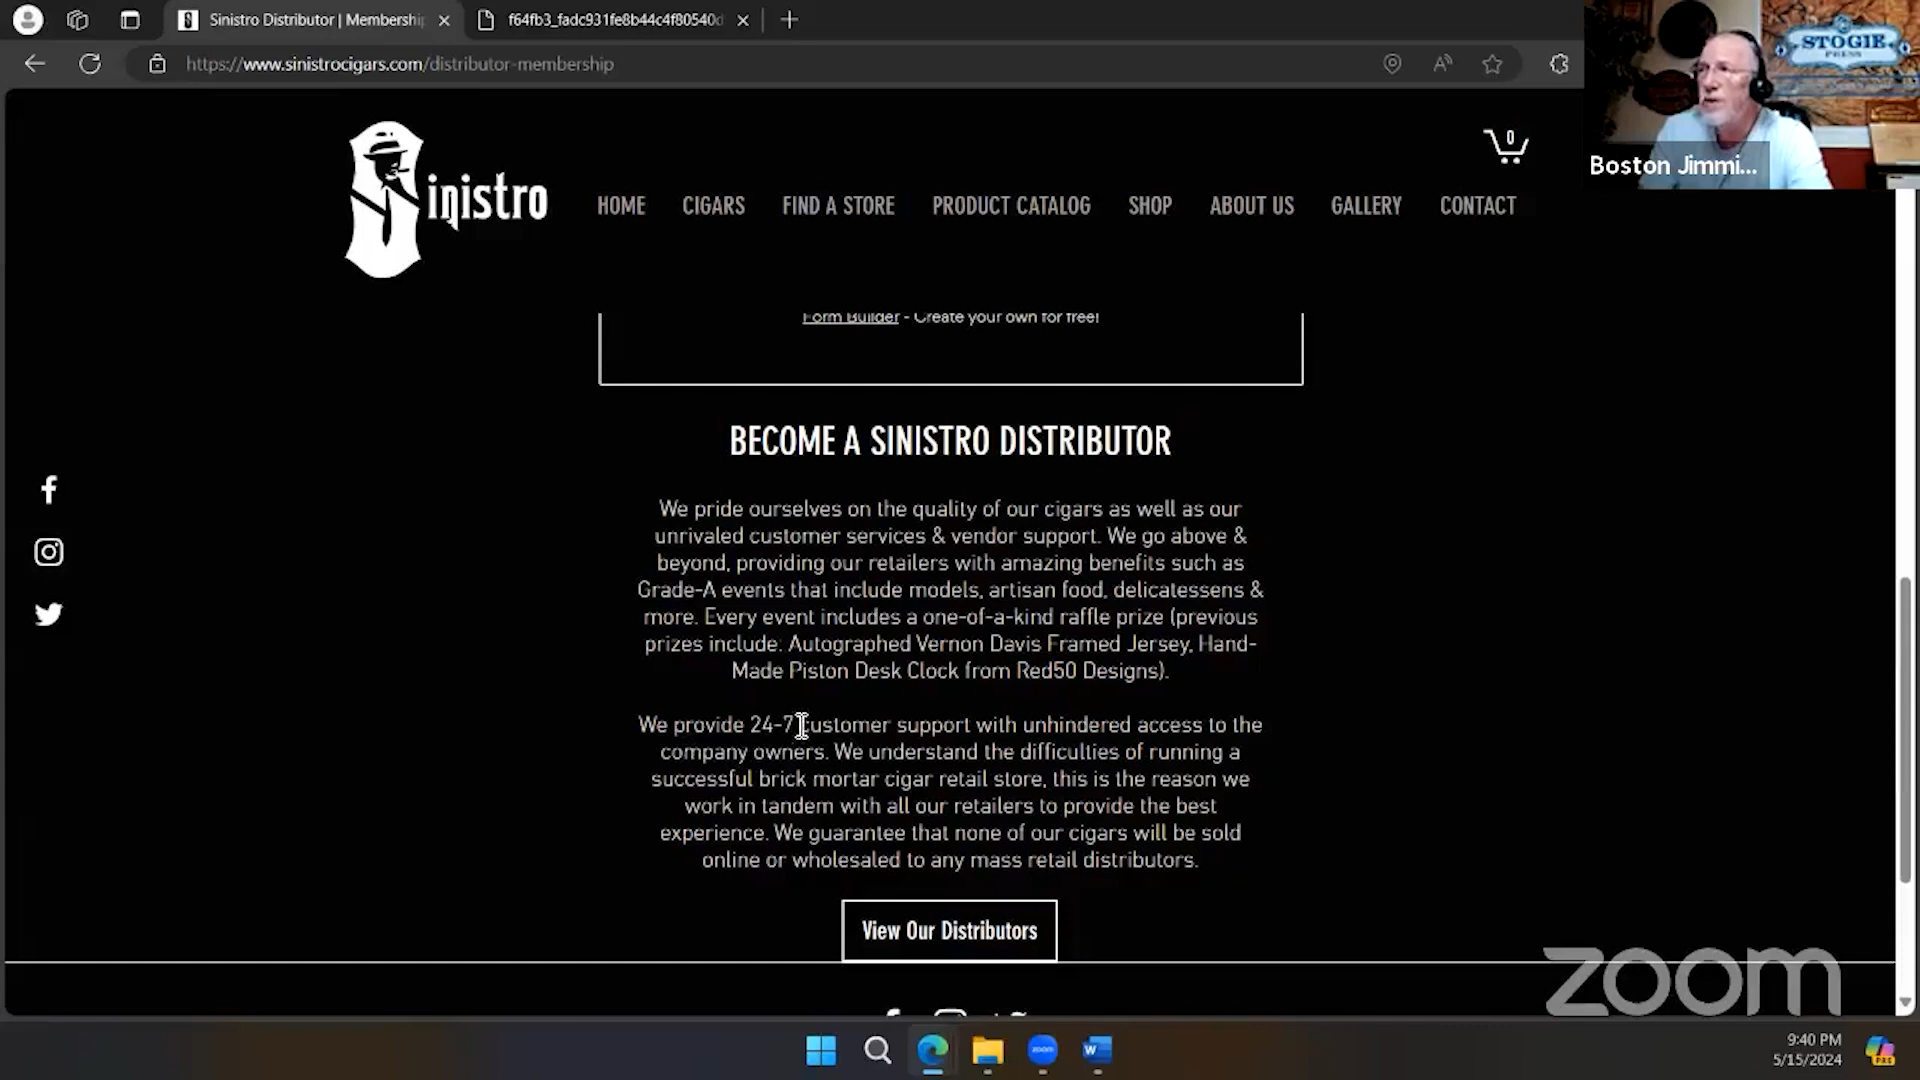 Sinistro Distributor | Membership
f64fb3_fadc931fe8b44c4f80540d
https://www.sinistrocigars.com/distributor-membership
STOGIE
PRESS
Boston Jimmi...
Sinistro
0
HOME CIGARS FIND A STORE PRODUCT CATALOG SHOP ABOUT US GALLERY CONTACT
Form Builder - Create your own for free!
BECOME A SINISTRO DISTRIBUTOR
We pride ourselves on the quality of our cigars as well as our
unrivaled customer services & vendor support. We go above &
beyond, providing our retailers with amazing benefits such as
Grade-A events that include models, artisan food, delicatessens &
more. Every event includes a one-of-a-kind raffle prize (previous
prizes include: Autographed Vernon Davis Framed Jersey, Hand-
Made Piston Desk Clock from Red50 Designs).
We provide 24-7 customer support with unhindered access to the
company owners. We understand the difficulties of running a
successful brick mortar cigar retail store, this is the reason we
work in tandem with all our retailers to provide the best
experience. We guarantee that none of our cigars will be sold
online or wholesaled to any mass retail distributors.
View Our Distributors
zoom
zoom
W
9:40 PM
5/15/2024
PRE